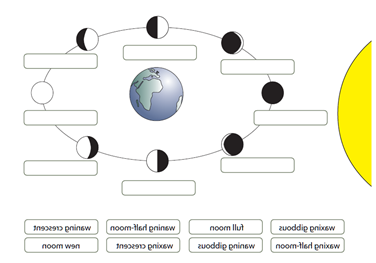 waning gibbous
full moon
waning half-moon
waning crescent
waxing half-moon
waxing gibbous
waxing crescent
new moon